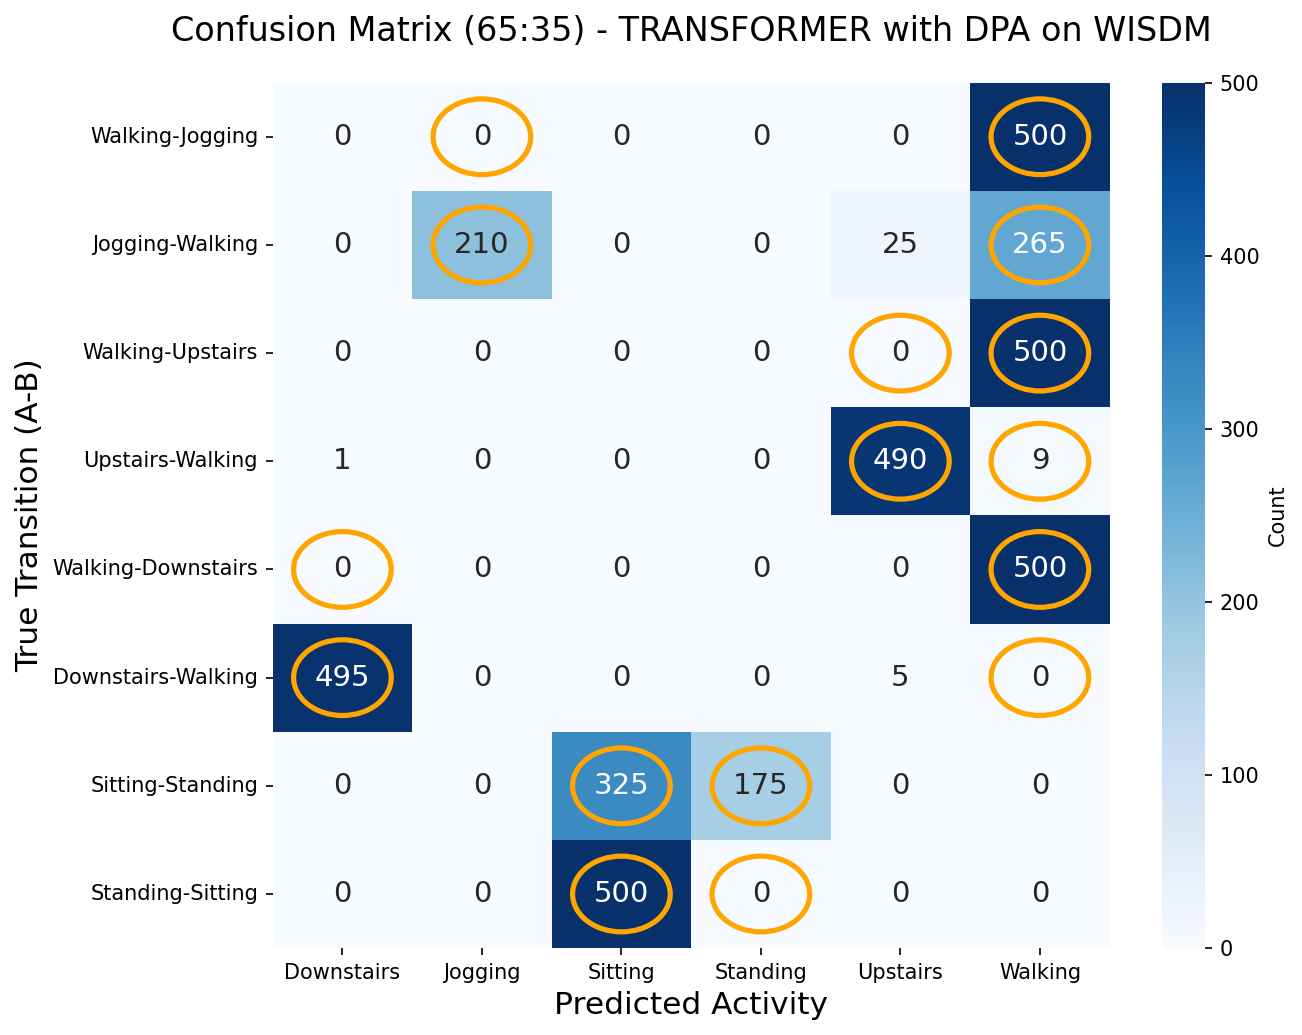 Confusion Matrix (65:35) - TRANSFORMER with DPA on WISDM
True Transition (A-B)
Walking-Jogging 0 0 0 0 0 500
Jogging-Walking 0 210 0 0 25 265
Walking-Upstairs 0 0 0 0 0 500
Upstairs-Walking 1 0 0 0 490 9
Walking-Downstairs 0 0 0 0 0 500
Downstairs-Walking 495 0 0 0 5 0
Sitting-Standing 0 0 325 175 0 0
Standing-Sitting 0 0 500 0 0 0
Downstairs Jogging Sitting Standing Upstairs Walking
Predicted Activity
500
400
300
200
100
0
Count